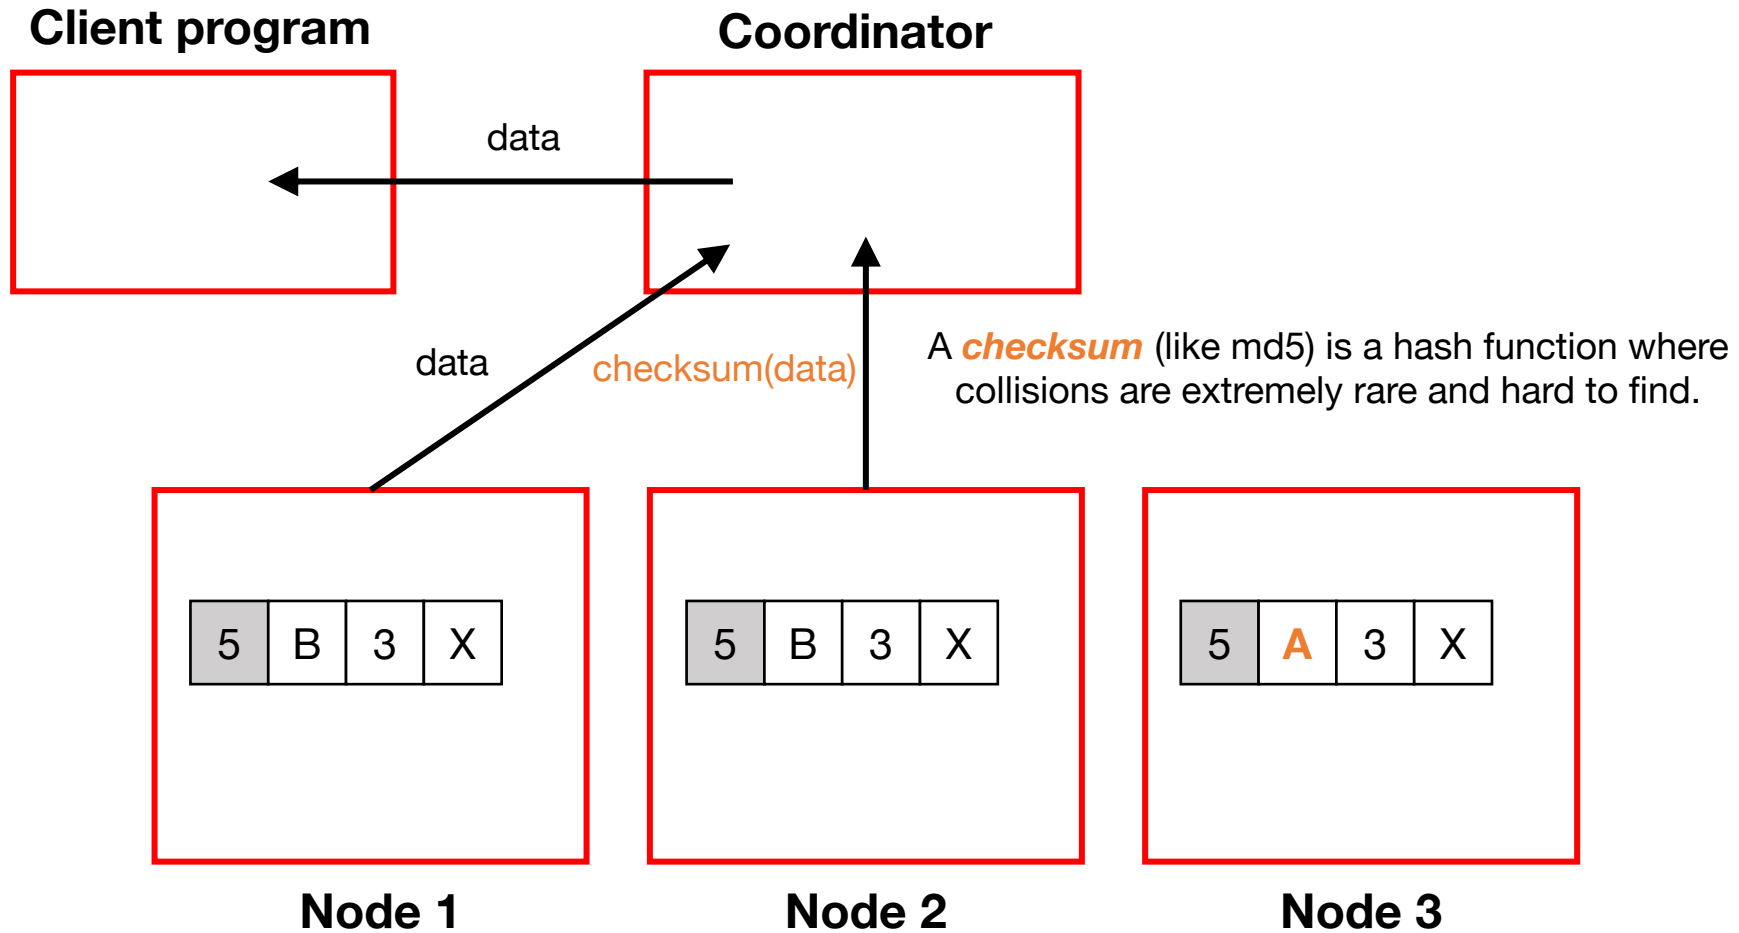 Client program
Coordinator
data
data
checksum(data)
A checksum (like md5) is a hash function where
collisions are extremely rare and hard to find.
5 B 3 X
5 B 3 X
5 A 3 X
Node 1
Node 2
Node 3